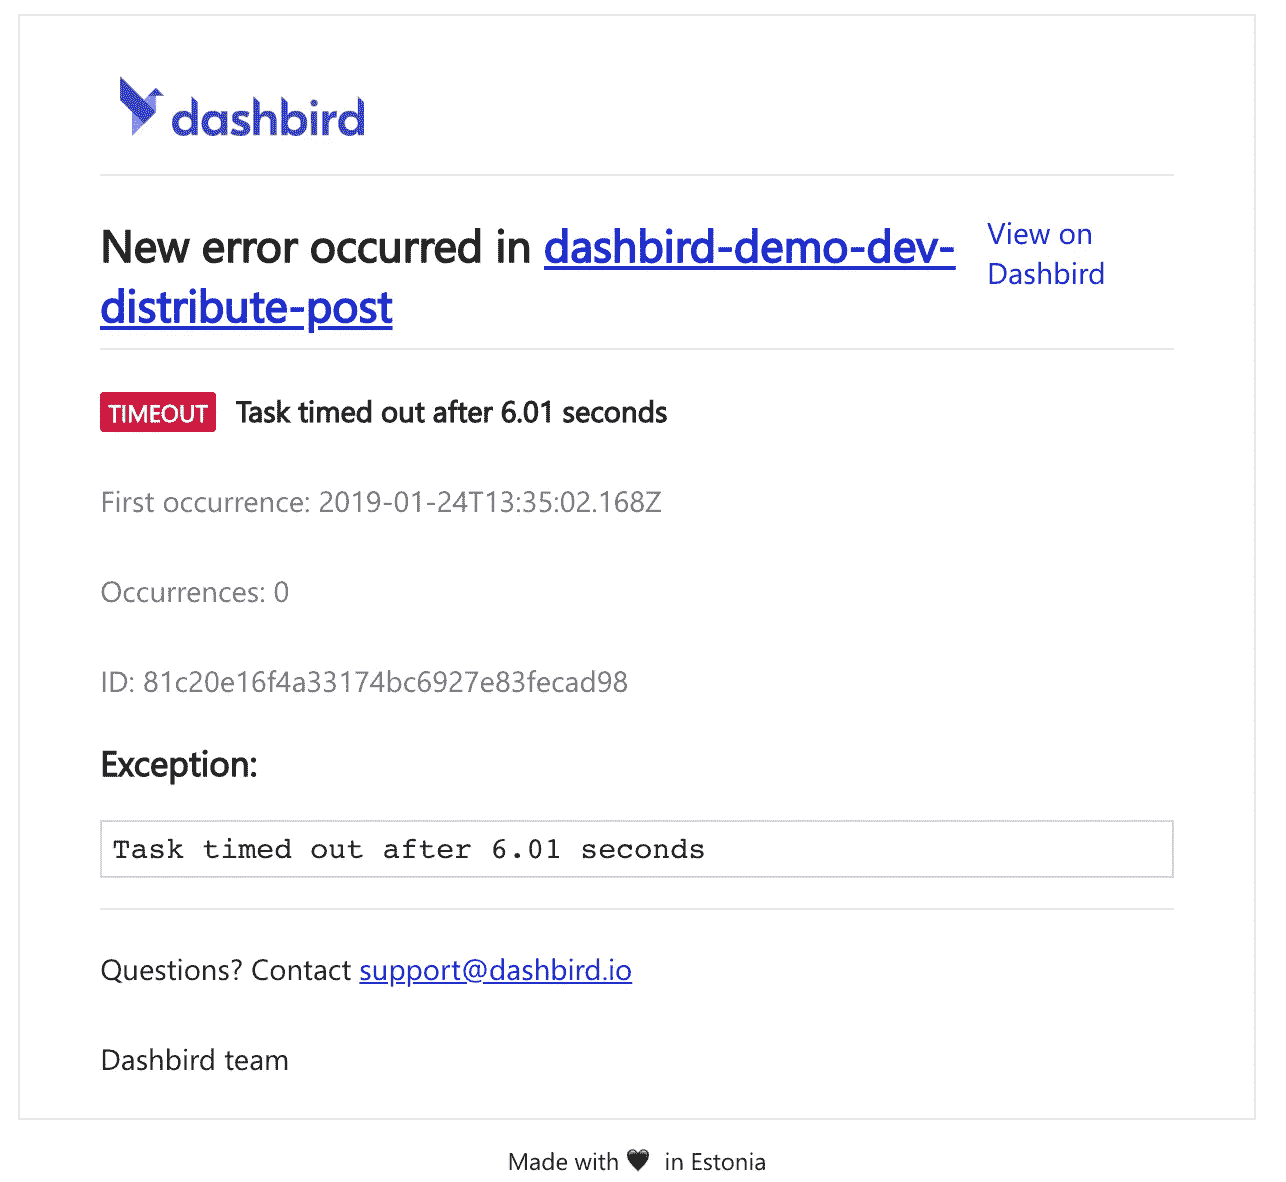 dashbird
New error occurred in dashbird-demo-dev-
distribute-post
View on
Dashbird
TIMEOUT Task timed out after 6.01 seconds
First occurrence: 2019-01-24T13:35:02.168Z
Occurrences: 0
ID: 81c20e16f4a33174bc6927e83fecad98
Exception:
Task timed out after 6.01 seconds
Questions? Contact support@dashbird.io
Dashbird team
Made with 🖤 in Estonia